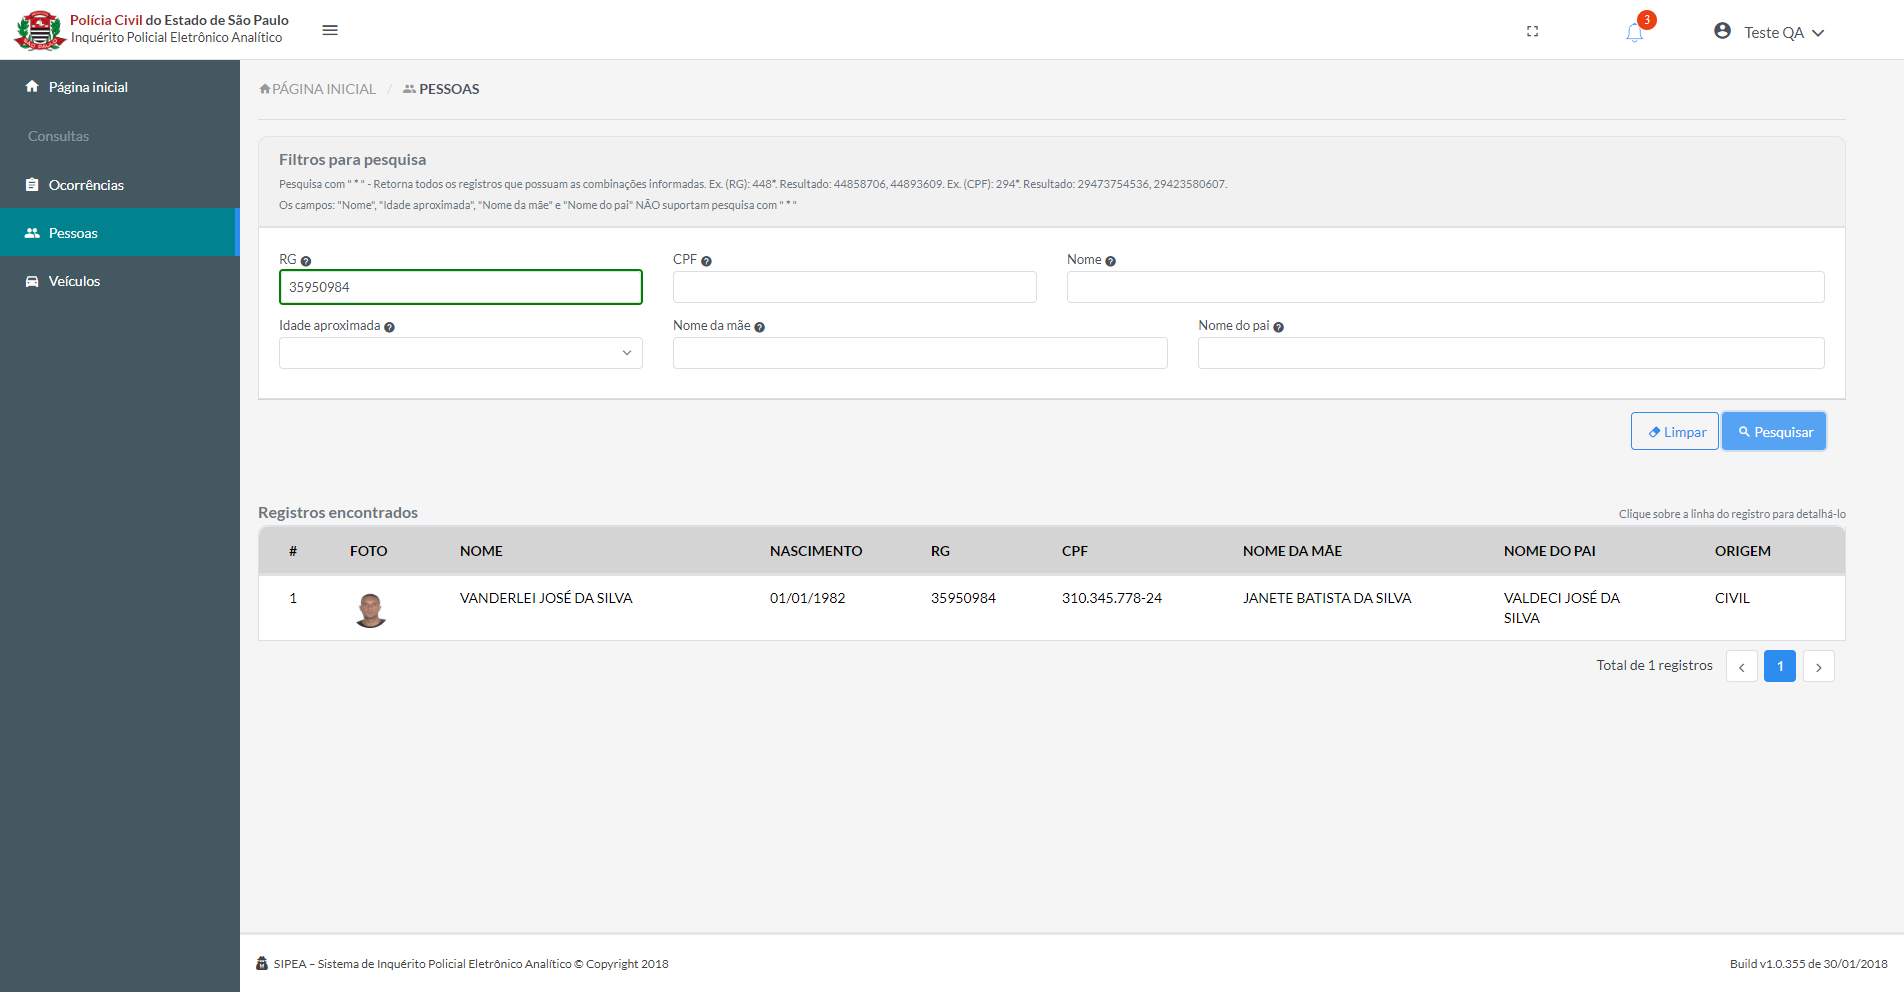 Polícia Civil do Estado de São Paulo
Inquérito Policial Eletrônico Analítico
3
Teste QA
Página inicial
Consultas
Ocorrências
Pessoas
Veículos
PÁGINA INICIAL / PESSOAS
Filtros para pesquisa
Pesquisa com " * " - Retorna todos os registros que possuam as combinações informadas. Ex. (RG): 448*. Resultado: 44858706, 44893609. Ex. (CPF): 294*. Resultado: 29473754536, 29423580607.
Os campos: "Nome", "Idade aproximada", "Nome da mãe" e "Nome do pai" NÃO suportam pesquisa com " * "
RG CPF Nome
35950984
Idade aproximada Nome da mãe Nome do pai
Limpar Pesquisar
Registros encontrados
Clique sobre a linha do registro para detalhá-lo
# FOTO NOME NASCIMENTO RG CPF NOME DA MÃE NOME DO PAI ORIGEM
1 VANDERLEI JOSÉ DA SILVA 01/01/1982 35950984 310.345.778-24 JANETE BATISTA DA SILVA VALDECI JOSÉ DA CIVIL
SILVA
Total de 1 registros < 1 >
SIPEA – Sistema de Inquérito Policial Eletrônico Analítico © Copyright 2018
Build v1.0.355 de 30/01/2018